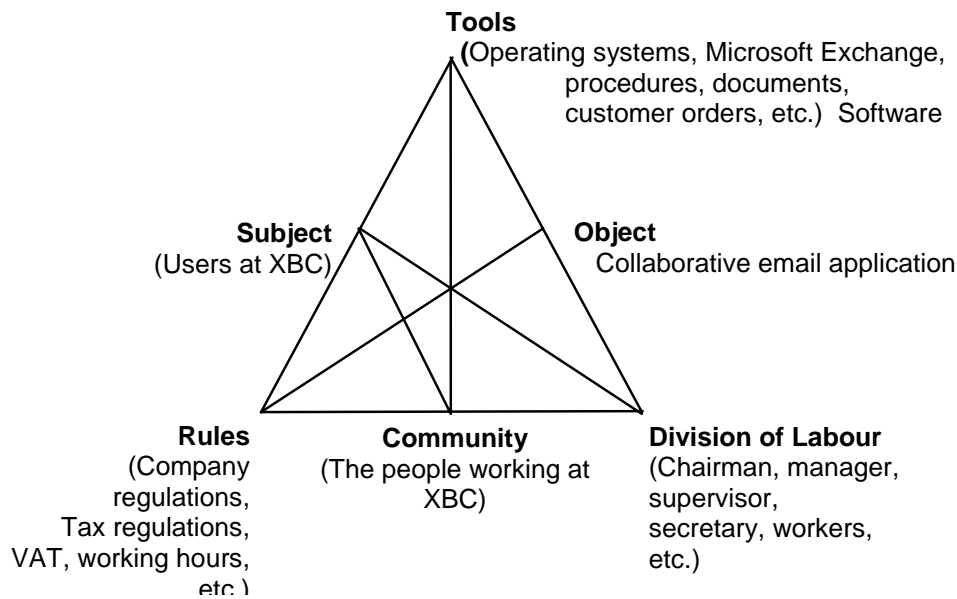 Tools
(Operating systems, Microsoft Exchange,
procedures, documents,
customer orders, etc.)  Software
Subject
(Users at XBC)
Object
Collaborative email application
Rules
(Company
regulations,
Tax regulations,
VAT, working hours,
etc.)
Community
(The people working at
XBC)
Division of Labour
(Chairman, manager,
supervisor,
secretary, workers,
etc.)